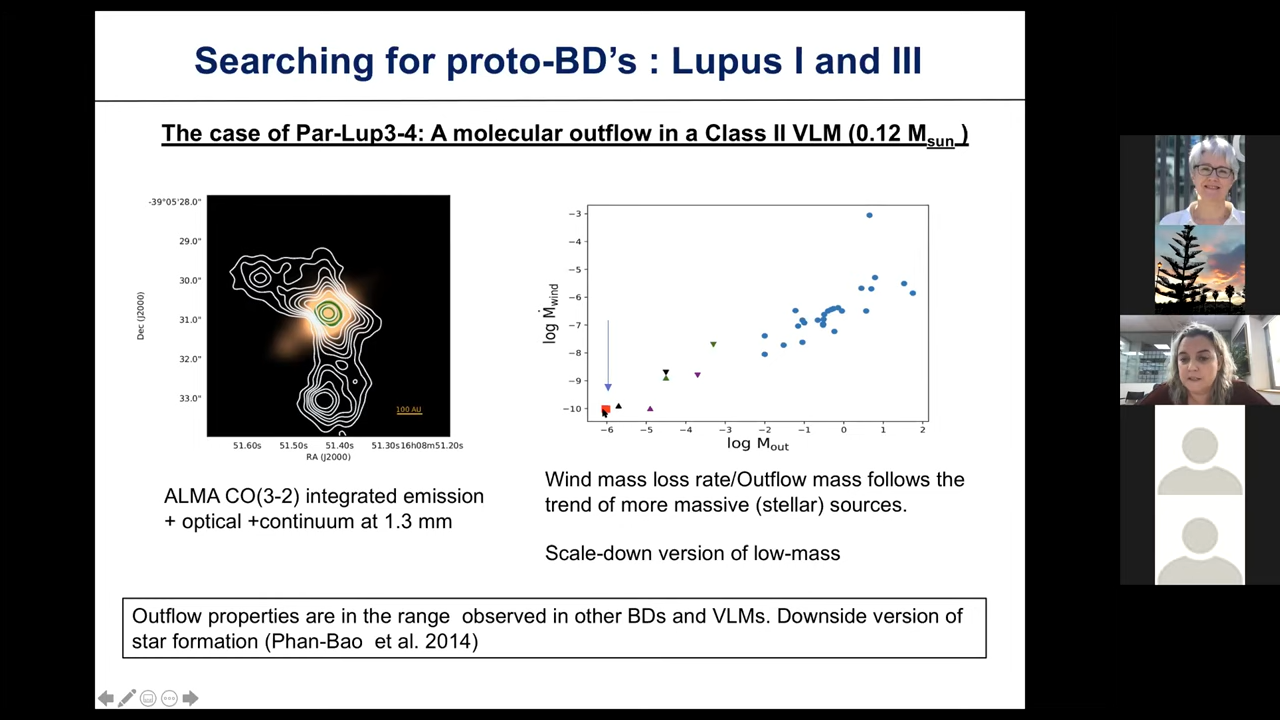 Searching for proto-BD's : Lupus I and III
The case of Par-Lup3-4: A molecular outflow in a Class II VLM (0.12 Msun )
-39°05'28.0"
29.0"
30.0"
31.0"
32.0"
33.0"
Dec (J2000)
100 AU
51.60s 51.50s 51.40s 51.30s16h08m51.20s
RA (J2000)
−3
−4
−5
−6
−7
−8
−9
−10
log Ṁwind
−6 −5 −4 −3 −2 −1 0 1 2
log Mout
ALMA CO(3-2) integrated emission
+ optical +continuum at 1.3 mm
Wind mass loss rate/Outflow mass follows the
trend of more massive (stellar) sources.
Scale-down version of low-mass
Outflow properties are in the range observed in other BDs and VLMs. Downside version of
star formation (Phan-Bao et al. 2014)